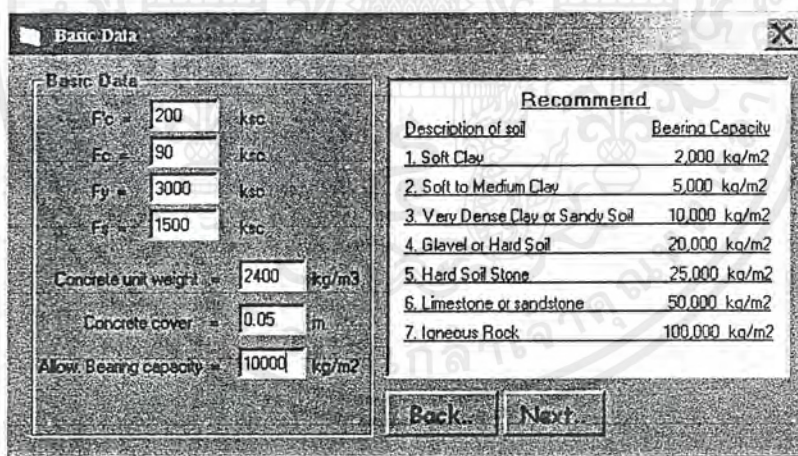 Basic Data
Basic Data
F'c = 200 ksc.
Fc = 90 ksc.
Fy = 3000 ksc.
Fs = 1500 ksc.
Concrete unit weight = 2400 kg/m3
Concrete cover = 0.05 m
Allow. Bearing capacity = 10000 kg/m2
Recommend
Description of soil Bearing Capacity
1. Soft Clay 2,000 kg/m2
2. Soft to Medium Clay 5,000 kg/m2
3. Very Dense Clay or Sandy Soil 10,000 kg/m2
4. Glavel or Hard Soil 20,000 kg/m2
5. Hard Soil Stone 25,000 kg/m2
6. Limestone or sandstone 50,000 kg/m2
7. Igneous Rock 100,000 kg/m2
Back.. Next..